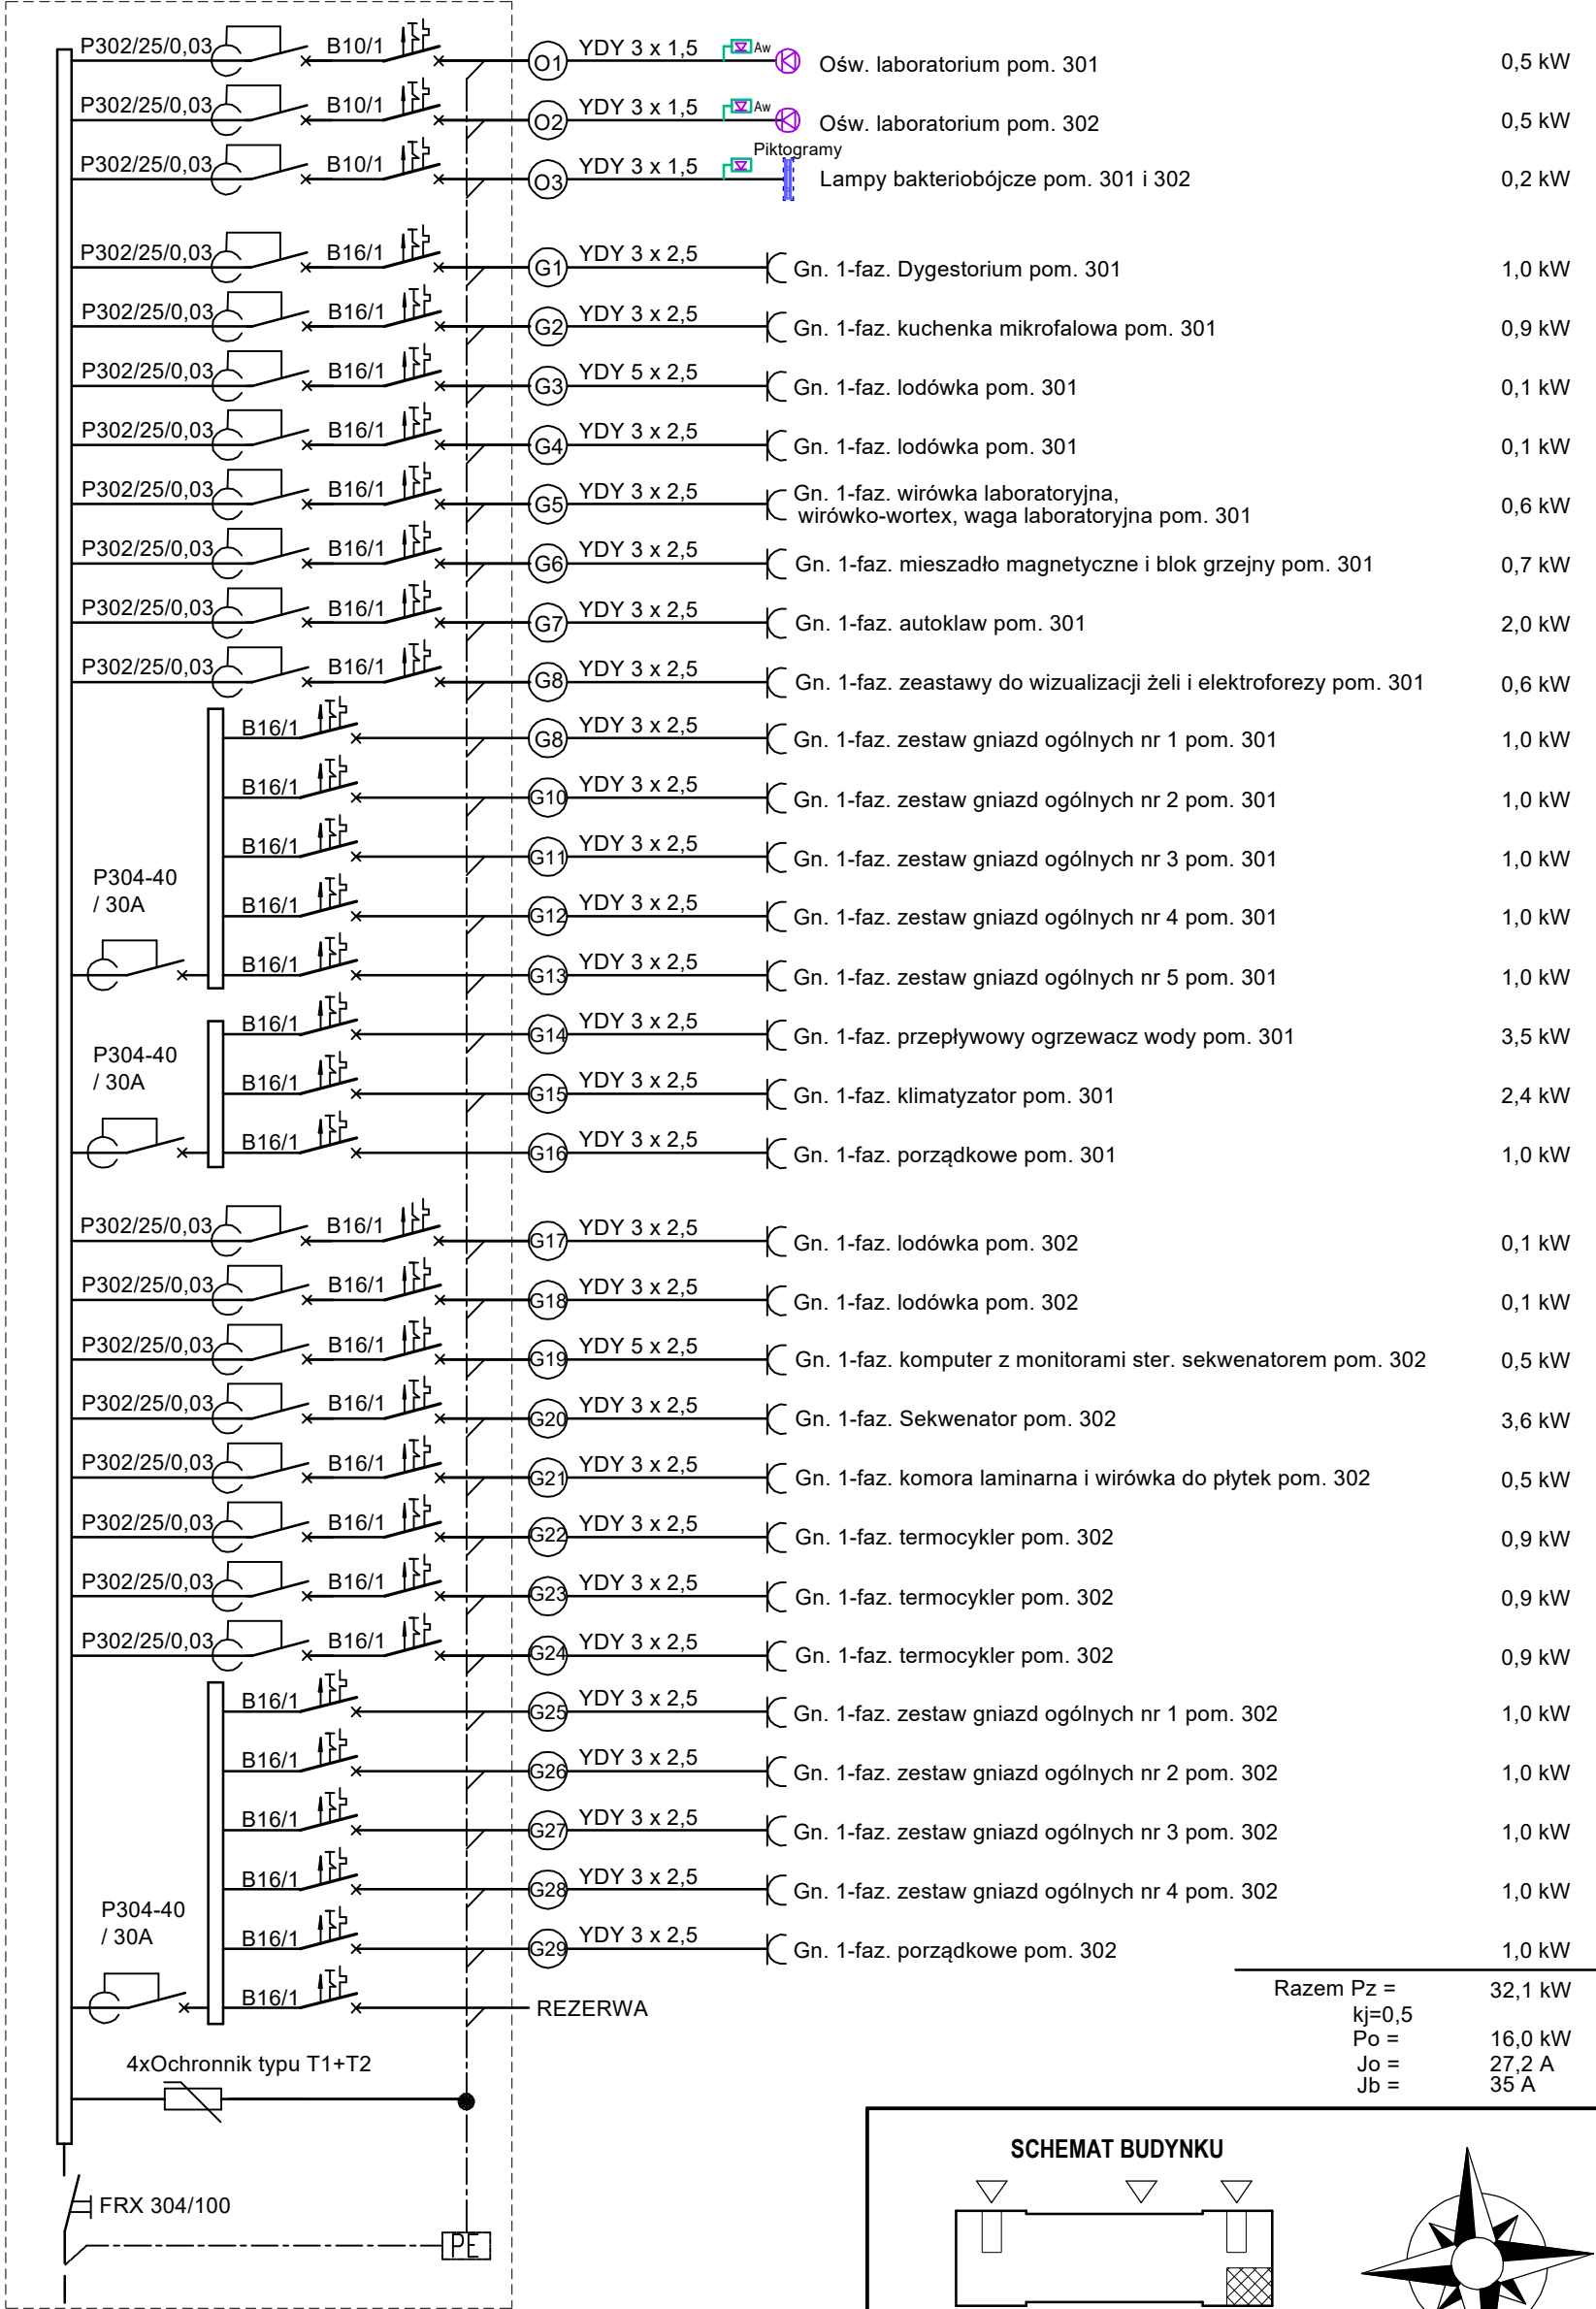 P302/25/0,03 B10/1 O1 YDY 3 x 1,5 Aw Ośw. laboratorium pom. 301 0,5 kW
P302/25/0,03 B10/1 O2 YDY 3 x 1,5 Aw Ośw. laboratorium pom. 302 0,5 kW
Piktogramy
P302/25/0,03 B10/1 O3 YDY 3 x 1,5 Lampy bakteriobójcze pom. 301 i 302 0,2 kW
P302/25/0,03 B16/1 G1 YDY 3 x 2,5 Gn. 1-faz. Dygestorium pom. 301 1,0 kW
P302/25/0,03 B16/1 G2 YDY 3 x 2,5 Gn. 1-faz. kuchenka mikrofalowa pom. 301 0,9 kW
P302/25/0,03 B16/1 G3 YDY 5 x 2,5 Gn. 1-faz. lodówka pom. 301 0,1 kW
P302/25/0,03 B16/1 G4 YDY 3 x 2,5 Gn. 1-faz. lodówka pom. 301 0,1 kW
P302/25/0,03 B16/1 G5 YDY 3 x 2,5 Gn. 1-faz. wirówka laboratoryjna,
wirówko-wortex, waga laboratoryjna pom. 301 0,6 kW
P302/25/0,03 B16/1 G6 YDY 3 x 2,5 Gn. 1-faz. mieszadło magnetyczne i blok grzejny pom. 301 0,7 kW
P302/25/0,03 B16/1 G7 YDY 3 x 2,5 Gn. 1-faz. autoklaw pom. 301 2,0 kW
P302/25/0,03 B16/1 G8 YDY 3 x 2,5 Gn. 1-faz. zeastawy do wizualizacji żeli i elektroforezy pom. 301 0,6 kW
B16/1 G8 YDY 3 x 2,5 Gn. 1-faz. zestaw gniazd ogólnych nr 1 pom. 301 1,0 kW
B16/1 G10 YDY 3 x 2,5 Gn. 1-faz. zestaw gniazd ogólnych nr 2 pom. 301 1,0 kW
B16/1 G11 YDY 3 x 2,5 Gn. 1-faz. zestaw gniazd ogólnych nr 3 pom. 301 1,0 kW
P304-40
/ 30A
B16/1 G12 YDY 3 x 2,5 Gn. 1-faz. zestaw gniazd ogólnych nr 4 pom. 301 1,0 kW
B16/1 G13 YDY 3 x 2,5 Gn. 1-faz. zestaw gniazd ogólnych nr 5 pom. 301 1,0 kW
B16/1 G14 YDY 3 x 2,5 Gn. 1-faz. przepływowy ogrzewacz wody pom. 301 3,5 kW
P304-40
/ 30A
B16/1 G15 YDY 3 x 2,5 Gn. 1-faz. klimatyzator pom. 301 2,4 kW
B16/1 G16 YDY 3 x 2,5 Gn. 1-faz. porządkowe pom. 301 1,0 kW
P302/25/0,03 B16/1 G17 YDY 3 x 2,5 Gn. 1-faz. lodówka pom. 302 0,1 kW
P302/25/0,03 B16/1 G18 YDY 3 x 2,5 Gn. 1-faz. lodówka pom. 302 0,1 kW
P302/25/0,03 B16/1 G19 YDY 5 x 2,5 Gn. 1-faz. komputer z monitorami ster. sekwenatorem pom. 302 0,5 kW
P302/25/0,03 B16/1 G20 YDY 3 x 2,5 Gn. 1-faz. Sekwenator pom. 302 3,6 kW
P302/25/0,03 B16/1 G21 YDY 3 x 2,5 Gn. 1-faz. komora laminarna i wirówka do płytek pom. 302 0,5 kW
P302/25/0,03 B16/1 G22 YDY 3 x 2,5 Gn. 1-faz. termocykler pom. 302 0,9 kW
P302/25/0,03 B16/1 G23 YDY 3 x 2,5 Gn. 1-faz. termocykler pom. 302 0,9 kW
P302/25/0,03 B16/1 G24 YDY 3 x 2,5 Gn. 1-faz. termocykler pom. 302 0,9 kW
B16/1 G25 YDY 3 x 2,5 Gn. 1-faz. zestaw gniazd ogólnych nr 1 pom. 302 1,0 kW
B16/1 G26 YDY 3 x 2,5 Gn. 1-faz. zestaw gniazd ogólnych nr 2 pom. 302 1,0 kW
B16/1 G27 YDY 3 x 2,5 Gn. 1-faz. zestaw gniazd ogólnych nr 3 pom. 302 1,0 kW
B16/1 G28 YDY 3 x 2,5 Gn. 1-faz. zestaw gniazd ogólnych nr 4 pom. 302 1,0 kW
P304-40
/ 30A
B16/1 G29 YDY 3 x 2,5 Gn. 1-faz. porządkowe pom. 302 1,0 kW
B16/1 REZERWA
Razem Pz = 32,1 kW
kj=0,5
Po = 16,0 kW
Jo = 27,2 A
Jb = 35 A
4xOchronnik typu T1+T2
FRX 304/100
PE
SCHEMAT BUDYNKU